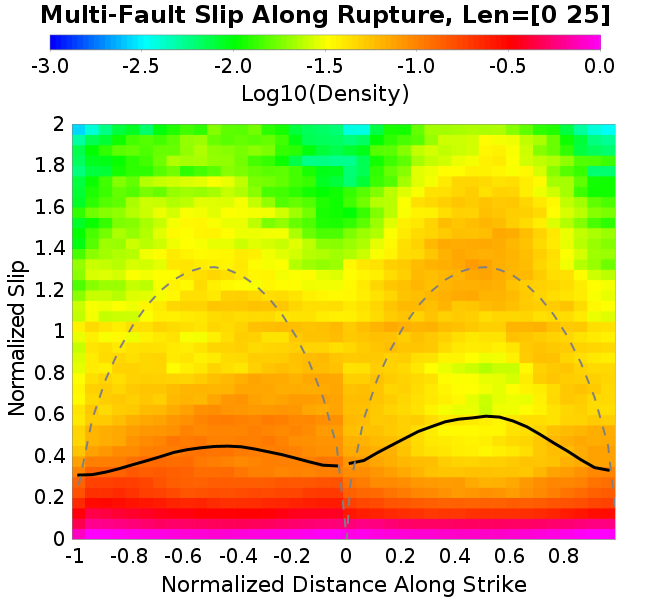 Multi-Fault Slip Along Rupture, Len=[0 25]
-3.0 -2.5 -2.0 -1.5 -1.0 -0.5 0.0
Log10(Density)
Normalized Slip
2
1.8
1.6
1.4
1.2
1
0.8
0.6
0.4
0.2
0
-1 -0.8 -0.6 -0.4 -0.2 0 0.2 0.4 0.6 0.8
Normalized Distance Along Strike